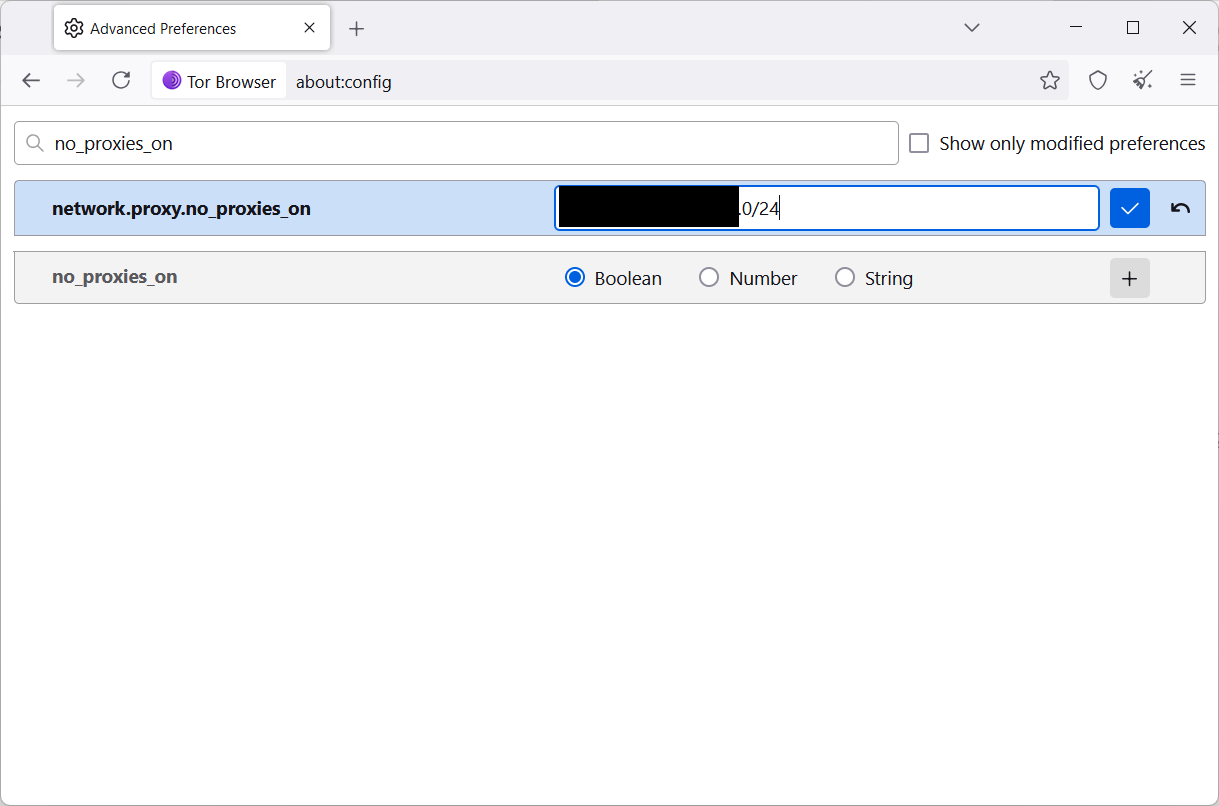 Advanced Preferences
Tor Browser about:config
no_proxies_on Show only modified preferences
network.proxy.no_proxies_on .0/24
no_proxies_on Boolean Number String